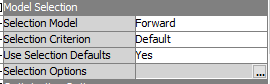 Model Selection
Selection Model Forward
Selection Criterion Default
Use Selection Defaults Yes
Selection Options ...